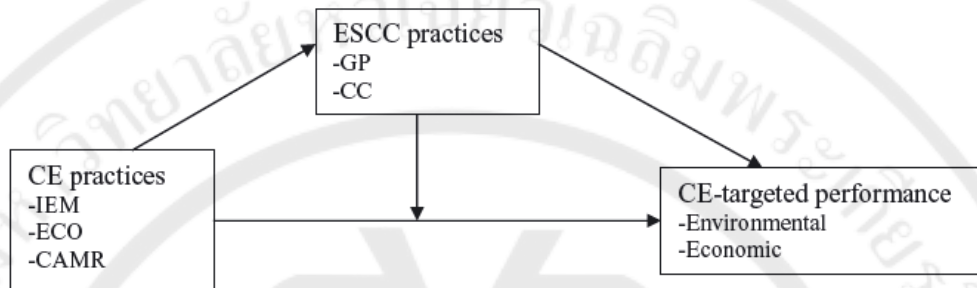 ESCC practices
-GP
-CC
CE practices
-IEM
-ECO
-CAMR
CE-targeted performance
-Environmental
-Economic